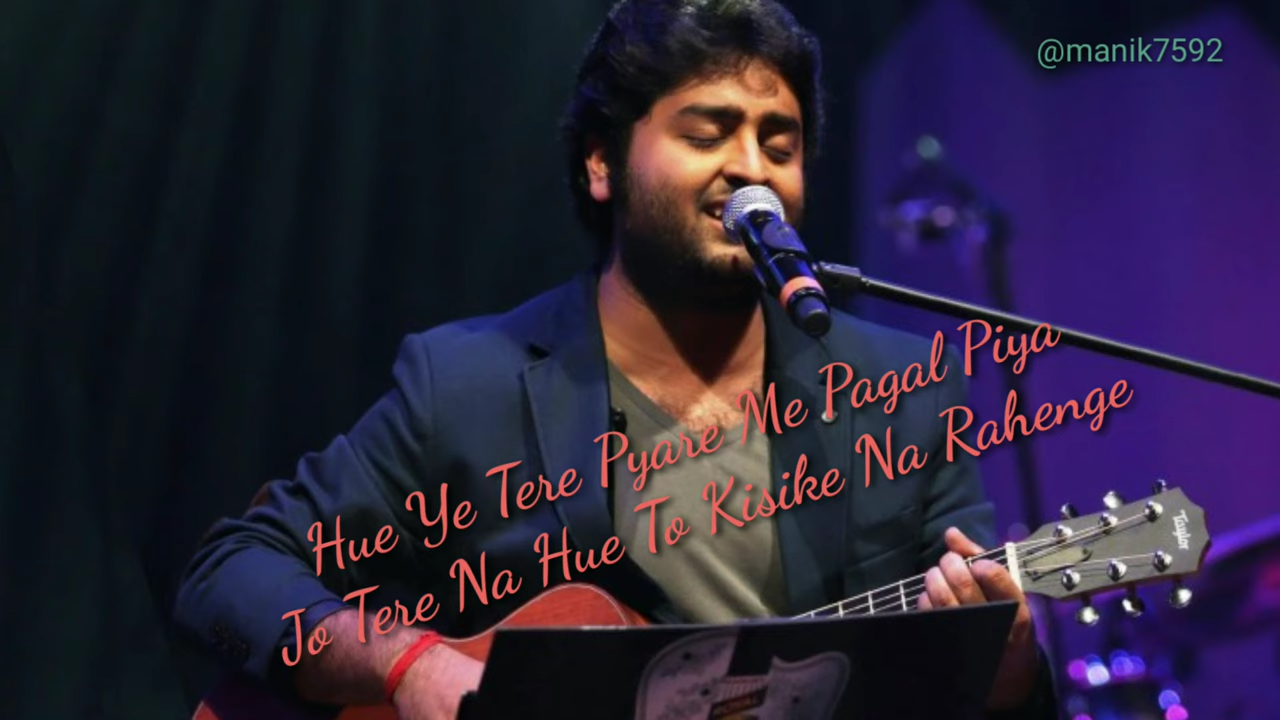 @manik7592
Hue Ye Tere Pyare Me Pagal Piya
Jo Tere Na Hue To Kisike Na Rahenge
Taylor